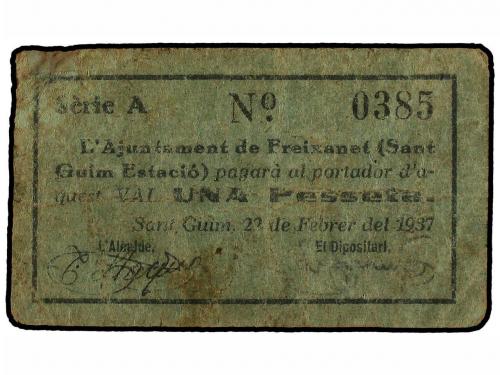 Sèrie A Nº. 0385
L'Ajuntament de Freixanet (Sant
Guim Estació) pagarà al portador d'a-
quest VAL UNA Pesseta.
Sant Guim, 22 de Febrer del 1937
L'Alcalde, El Dipositari,